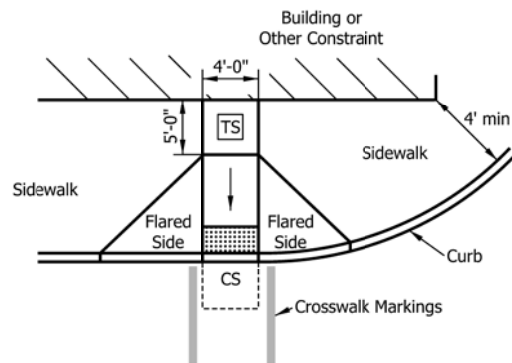 Building or
Other Constraint
4'-0"
5'-0"
TS
4' min
Sidewalk
Sidewalk
Flared
Side
Flared
Side
Curb
CS
Crosswalk Markings